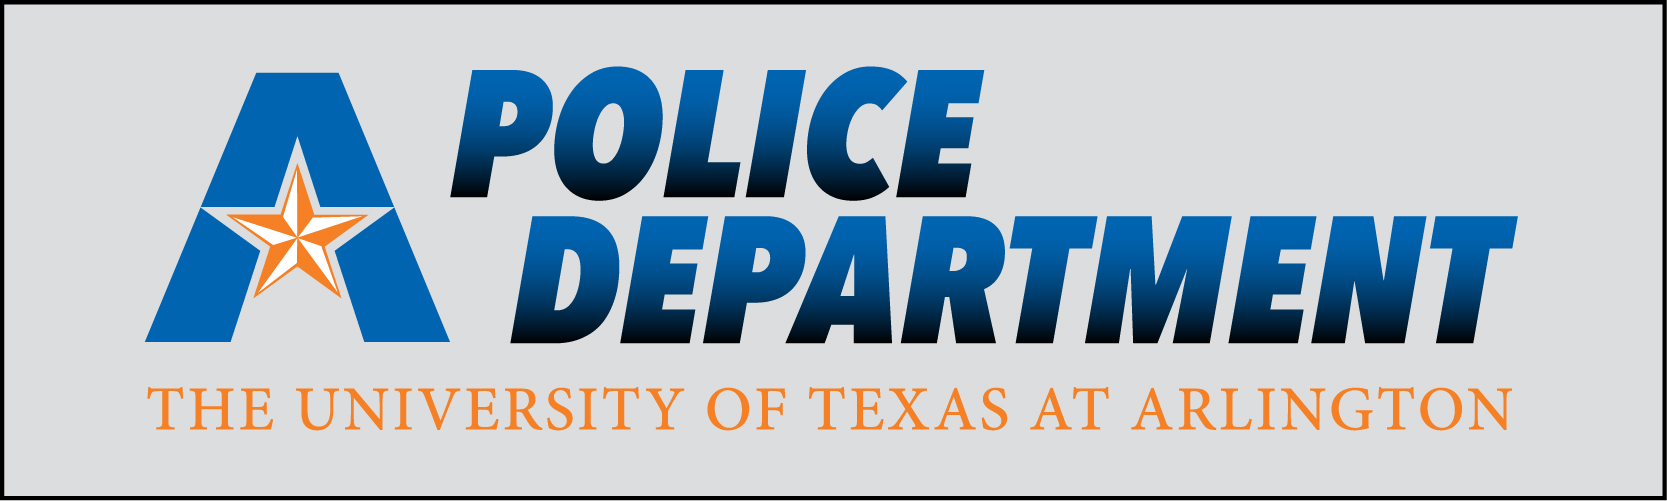 A POLICE
DEPARTMENT
THE UNIVERSITY OF TEXAS AT ARLINGTON